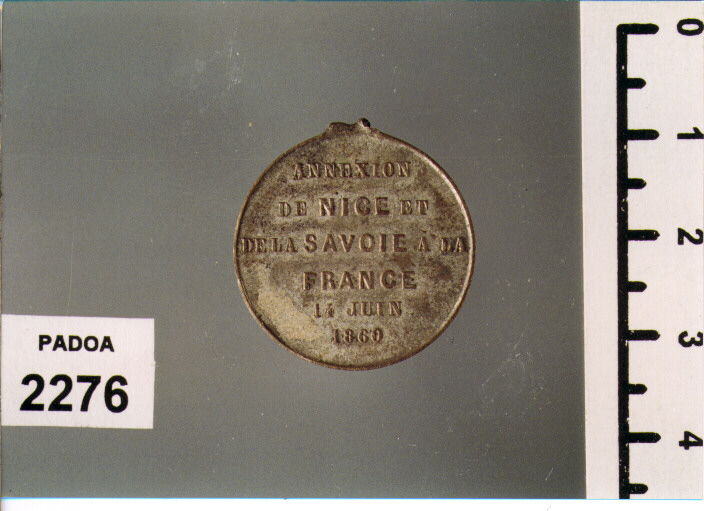 ANNEXION
DE NICE ET
DE LA SAVOIE À LA
FRANCE
14 JUIN
1860
PADOA
2276
0
1
2
3
4